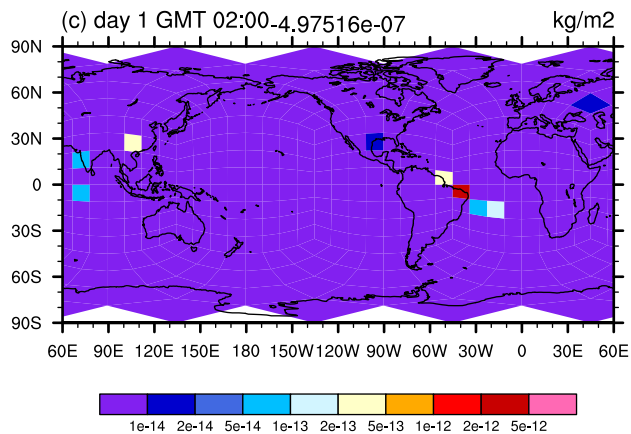 (c) day 1 GMT 02:00-4.97516e-07 kg/m2
90N
60N
30N
0
30S
60S
90S
60E 90E 120E 150E 180 150W 120W 90W 60W 30W 0 30E 60E
1e-14 2e-14 5e-14 1e-13 2e-13 5e-13 1e-12 2e-12 5e-12